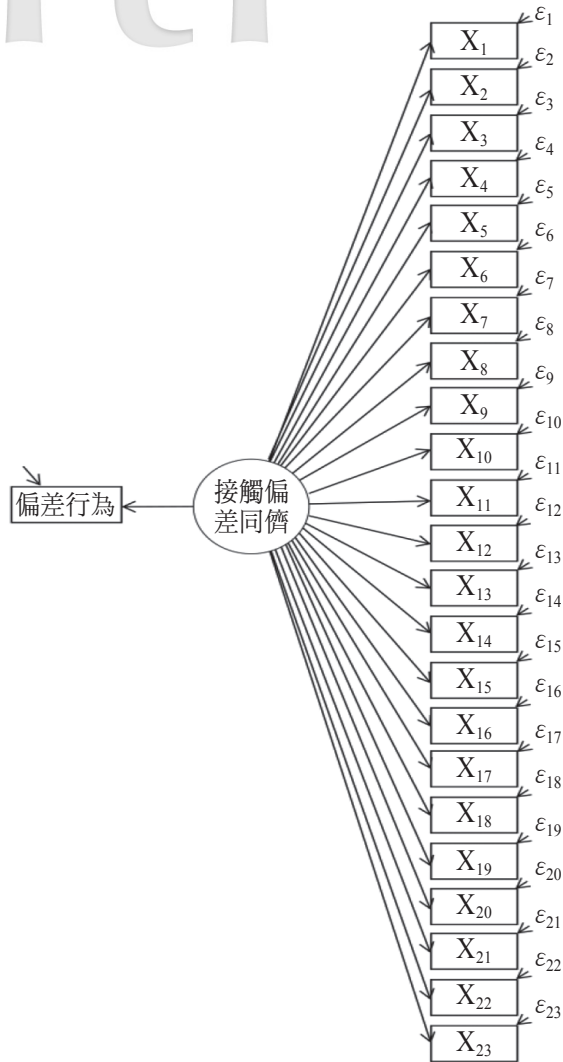 ε₁
X₁
ε₂
X₂
ε₃
X₃
ε₄
X₄
ε₅
X₅
ε₆
X₆
ε₇
X₇
ε₈
X₈
ε₉
X₉
ε₁₀
X₁₀
ε₁₁
X₁₁
ε₁₂
X₁₂
ε₁₃
X₁₃
ε₁₄
X₁₄
ε₁₅
X₁₅
ε₁₆
X₁₆
ε₁₇
X₁₇
ε₁₈
X₁₈
ε₁₉
X₁₉
ε₂₀
X₂₀
ε₂₁
X₂₁
ε₂₂
X₂₂
ε₂₃
X₂₃
偏差行為
接觸偏
差同儕